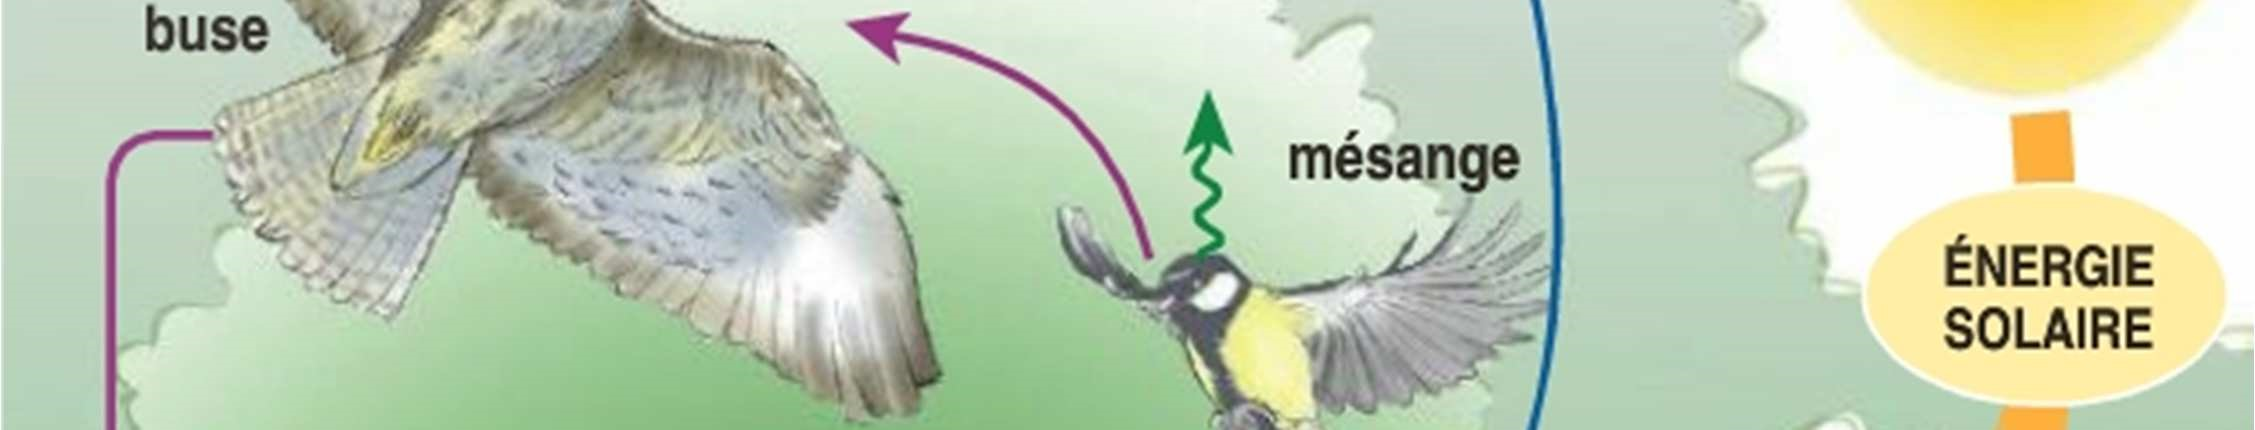 buse
mésange
ÉNERGIE
SOLAIRE